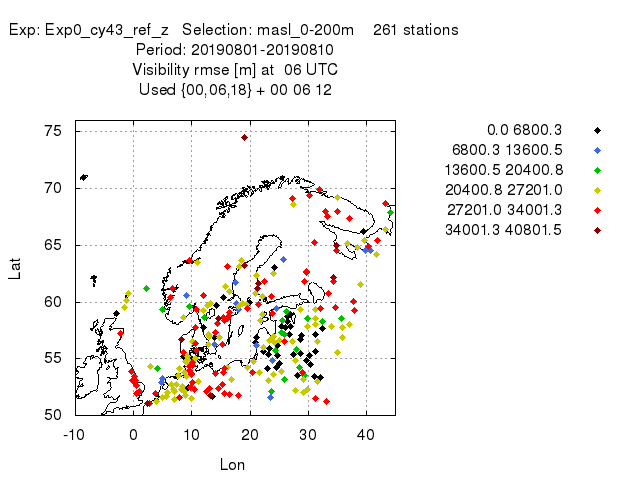 Exp: Exp0_cy43_ref_z Selection: masl_0-200m 261 stations
Period: 20190801-20190810
Visibility rmse [m] at 06 UTC
Used {00,06,18} + 00 06 12
0.0 6800.3
6800.3 13600.5
13600.5 20400.8
20400.8 27201.0
27201.0 34001.3
34001.3 40801.5
75
70
65
60
55
50
Lat
-10 0 10 20 30 40
Lon